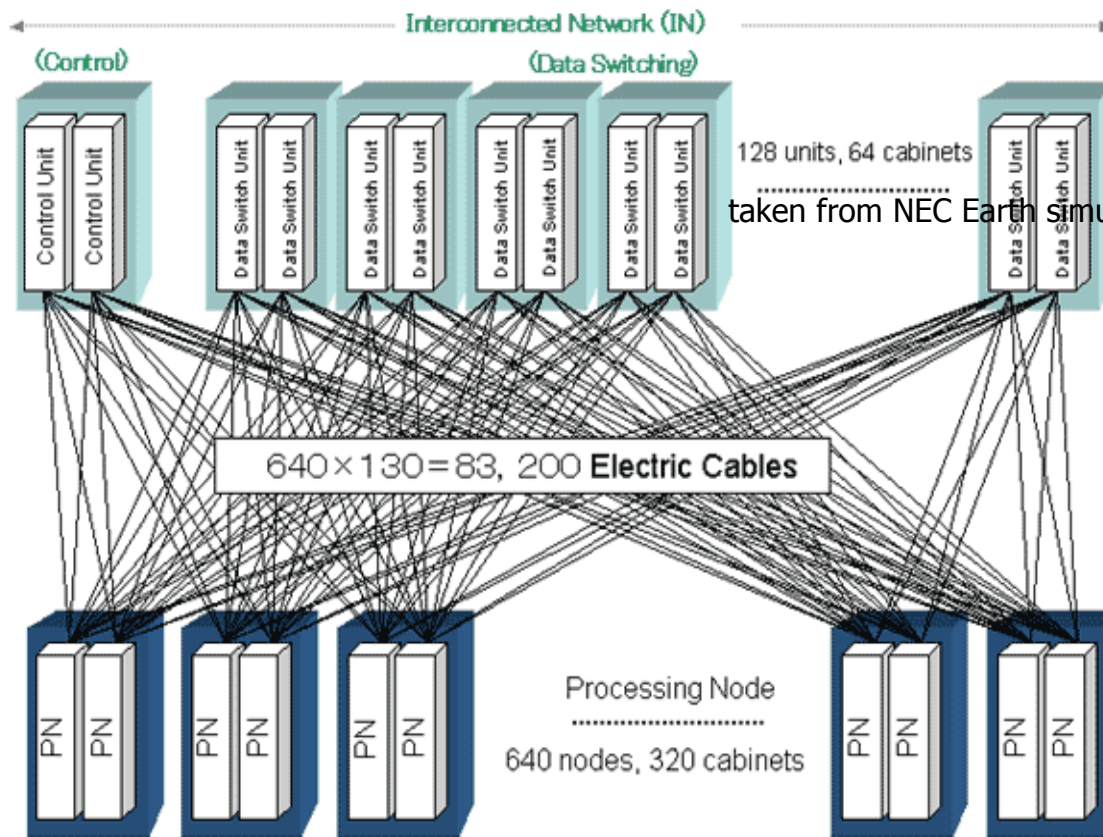 Interconnected Network (IN)
(Control)
(Data Switching)
Control Unit
Control Unit
Data Switch Unit
Data Switch Unit
Data Switch Unit
Data Switch Unit
Data Switch Unit
Data Switch Unit
Data Switch Unit
Data Switch Unit
128 units, 64 cabinets
Data Switch Unit
Data Switch Unit
taken from NEC Earth simu
640×130=83, 200 Electric Cables
PN
PN
PN
PN
PN
PN
Processing Node
640 nodes, 320 cabinets
PN
PN
PN
PN